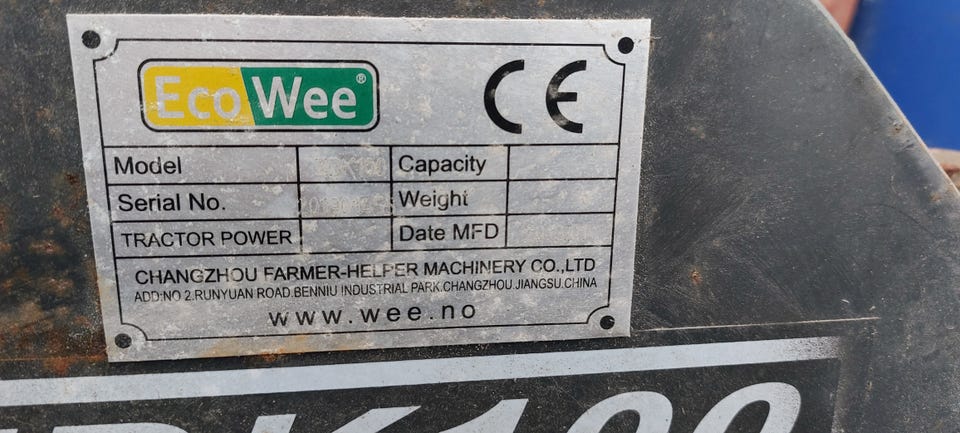 EcoWee®
CE
Model Capacity
Serial No. Weight
TRACTOR POWER Date MFD
CHANGZHOU FARMER-HELPER MACHINERY CO.,LTD
ADD:NO 2.RUNYUAN ROAD.BENNIU INDUSTRIAL PARK.CHANGZHOU.JIANGSU.CHINA
www.wee.no